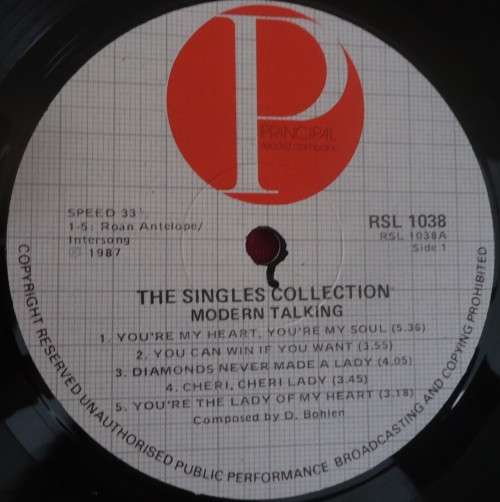 P
PRINCIPAL
record company
SPEED 33⅓
1-5: Roan Antelope/
Intersong
℗ 1987
RSL 1038
RSL 1038A
Side 1
THE SINGLES COLLECTION
MODERN TALKING
1. YOU'RE MY HEART, YOU'RE MY SOUL (5.36)
2. YOU CAN WIN IF YOU WANT (3.55)
3. DIAMONDS NEVER MADE A LADY (4.05)
4. CHERI, CHERI LADY (3.45)
5. YOU'RE THE LADY OF MY HEART (3.18)
Composed by D. Bohlen
COPYRIGHT RESERVED UNAUTHORISED PUBLIC PERFORMANCE BROADCASTING AND COPYING PROHIBITED